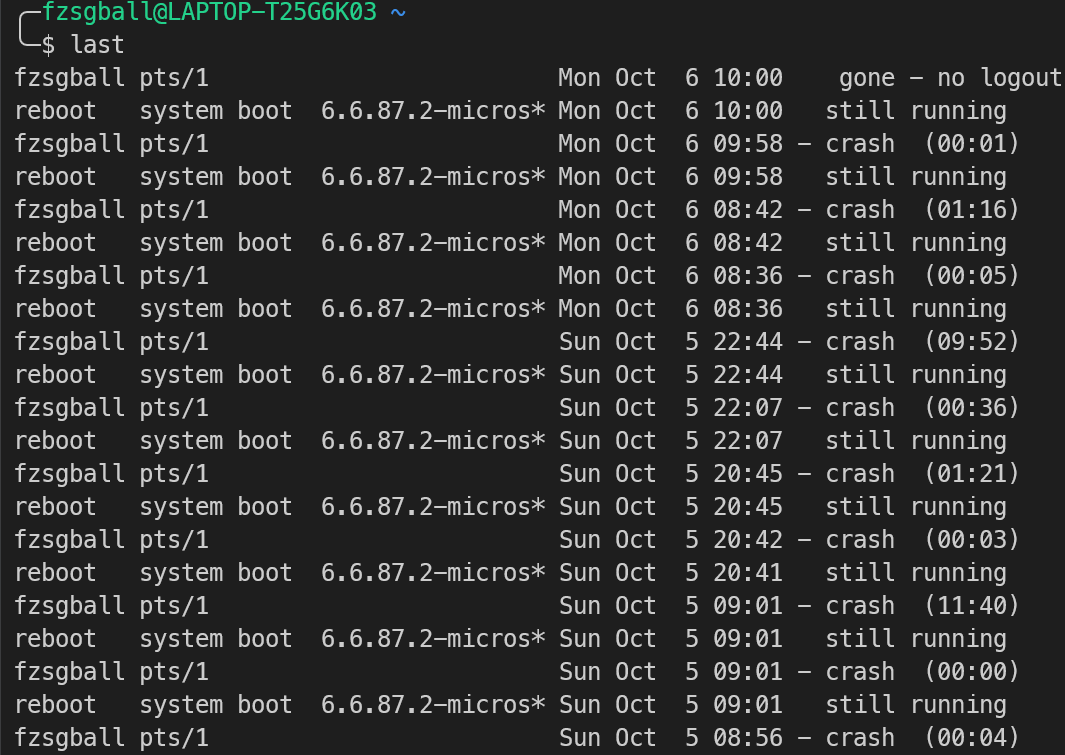 fzsgball@LAPTOP-T25G6K03 ~
$ last
fzsgball pts/1                         Mon Oct  6 10:00    gone - no logout
reboot   system boot  6.6.87.2-micros* Mon Oct  6 10:00   still running
fzsgball pts/1                         Mon Oct  6 09:58 - crash  (00:01)
reboot   system boot  6.6.87.2-micros* Mon Oct  6 09:58   still running
fzsgball pts/1                         Mon Oct  6 08:42 - crash  (01:16)
reboot   system boot  6.6.87.2-micros* Mon Oct  6 08:42   still running
fzsgball pts/1                         Mon Oct  6 08:36 - crash  (00:05)
reboot   system boot  6.6.87.2-micros* Mon Oct  6 08:36   still running
fzsgball pts/1                         Sun Oct  5 22:44 - crash  (09:52)
reboot   system boot  6.6.87.2-micros* Sun Oct  5 22:44   still running
fzsgball pts/1                         Sun Oct  5 22:07 - crash  (00:36)
reboot   system boot  6.6.87.2-micros* Sun Oct  5 22:07   still running
fzsgball pts/1                         Sun Oct  5 20:45 - crash  (01:21)
reboot   system boot  6.6.87.2-micros* Sun Oct  5 20:45   still running
fzsgball pts/1                         Sun Oct  5 20:42 - crash  (00:03)
reboot   system boot  6.6.87.2-micros* Sun Oct  5 20:41   still running
fzsgball pts/1                         Sun Oct  5 09:01 - crash  (11:40)
reboot   system boot  6.6.87.2-micros* Sun Oct  5 09:01   still running
fzsgball pts/1                         Sun Oct  5 09:01 - crash  (00:00)
reboot   system boot  6.6.87.2-micros* Sun Oct  5 09:01   still running
fzsgball pts/1                         Sun Oct  5 08:56 - crash  (00:04)